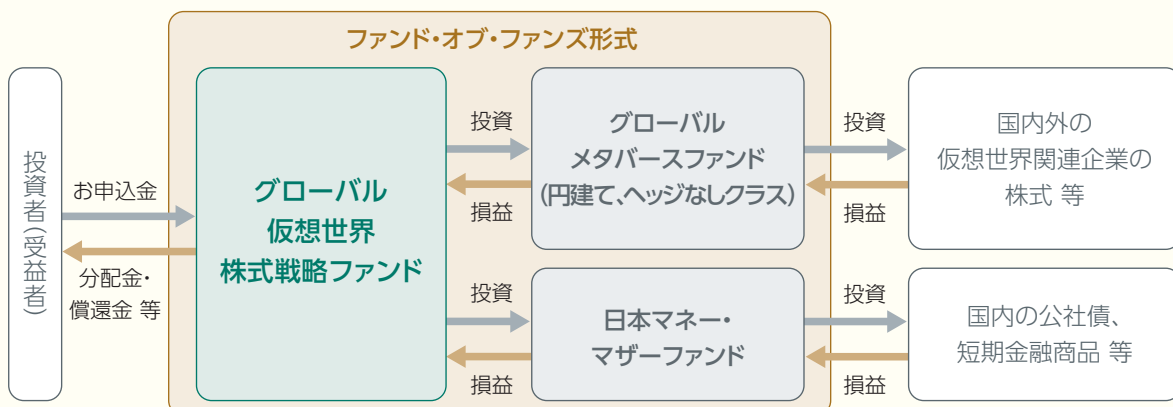 ファンド・オブ・ファンズ形式
投資者(受益者)
お申込金
分配金・
償還金 等
グローバル
仮想世界
株式戦略ファンド
投資
損益
グローバル
メタバースファンド
(円建て、ヘッジなしクラス)
投資
損益
国内外の
仮想世界関連企業の
株式 等
投資
損益
日本マネー・
マザーファンド
投資
損益
国内の公社債、
短期金融商品 等